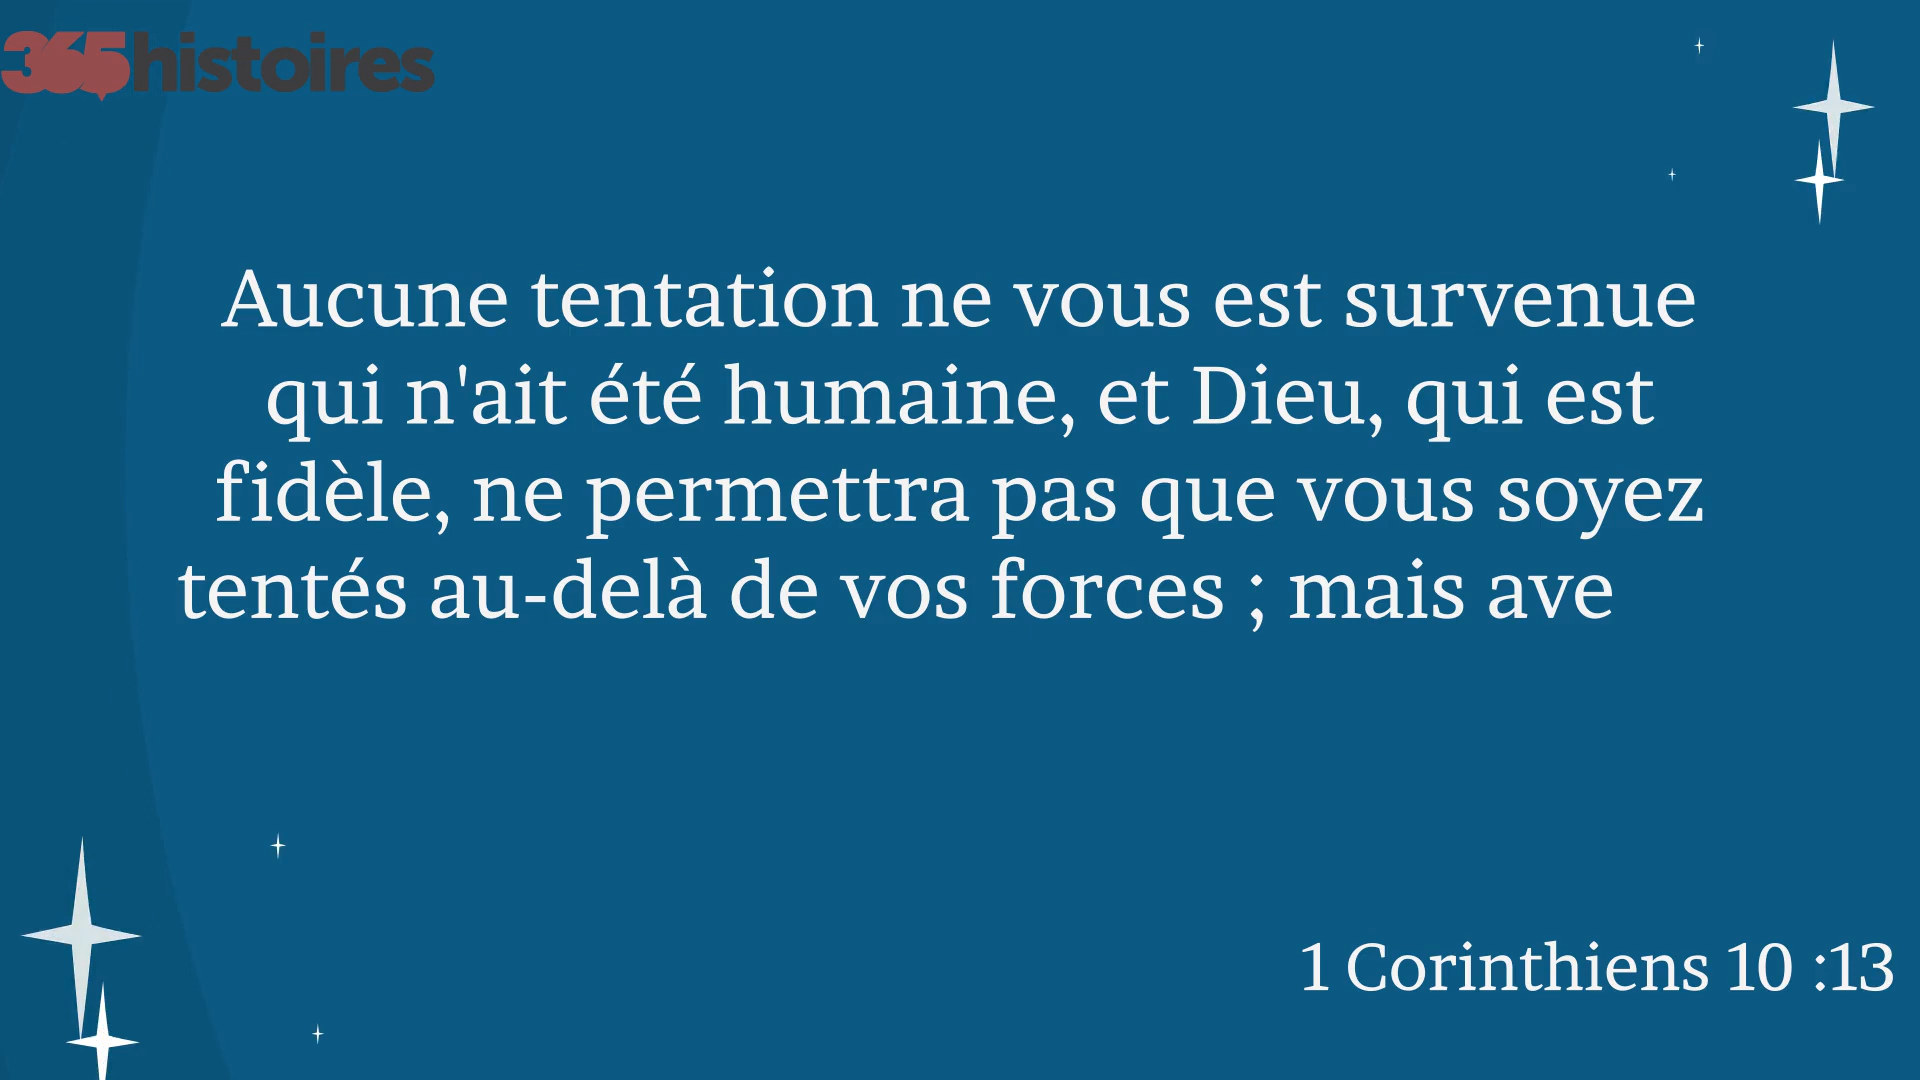 365histoires
Aucune tentation ne vous est survenue
qui n'ait été humaine, et Dieu, qui est
fidèle, ne permettra pas que vous soyez
tentés au-delà de vos forces ; mais ave
1 Corinthiens 10 :13